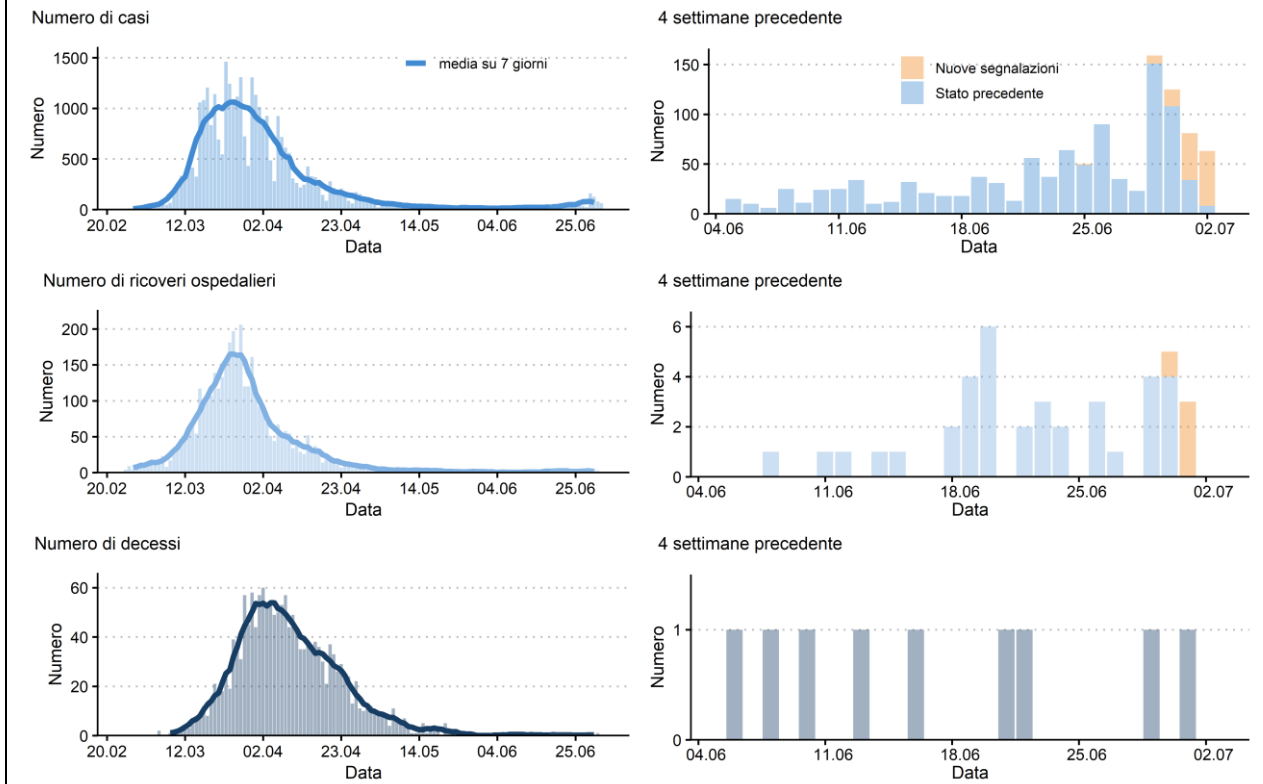 Numero di casi
4 settimane precedente
1500
1000
500
0
Numero
media su 7 giorni
20.02 12.03 02.04 23.04 14.05 04.06 25.06
Data
150
100
50
0
Numero
Nuove segnalazioni
Stato precedente
04.06 11.06 18.06 25.06 02.07
Data
Numero di ricoveri ospedalieri
4 settimane precedente
200
150
100
50
0
Numero
20.02 12.03 02.04 23.04 14.05 04.06 25.06
Data
6
4
2
0
Numero
04.06 11.06 18.06 25.06 02.07
Data
Numero di decessi
4 settimane precedente
60
40
20
0
Numero
20.02 12.03 02.04 23.04 14.05 04.06 25.06
Data
1
0
Numero
04.06 11.06 18.06 25.06 02.07
Data